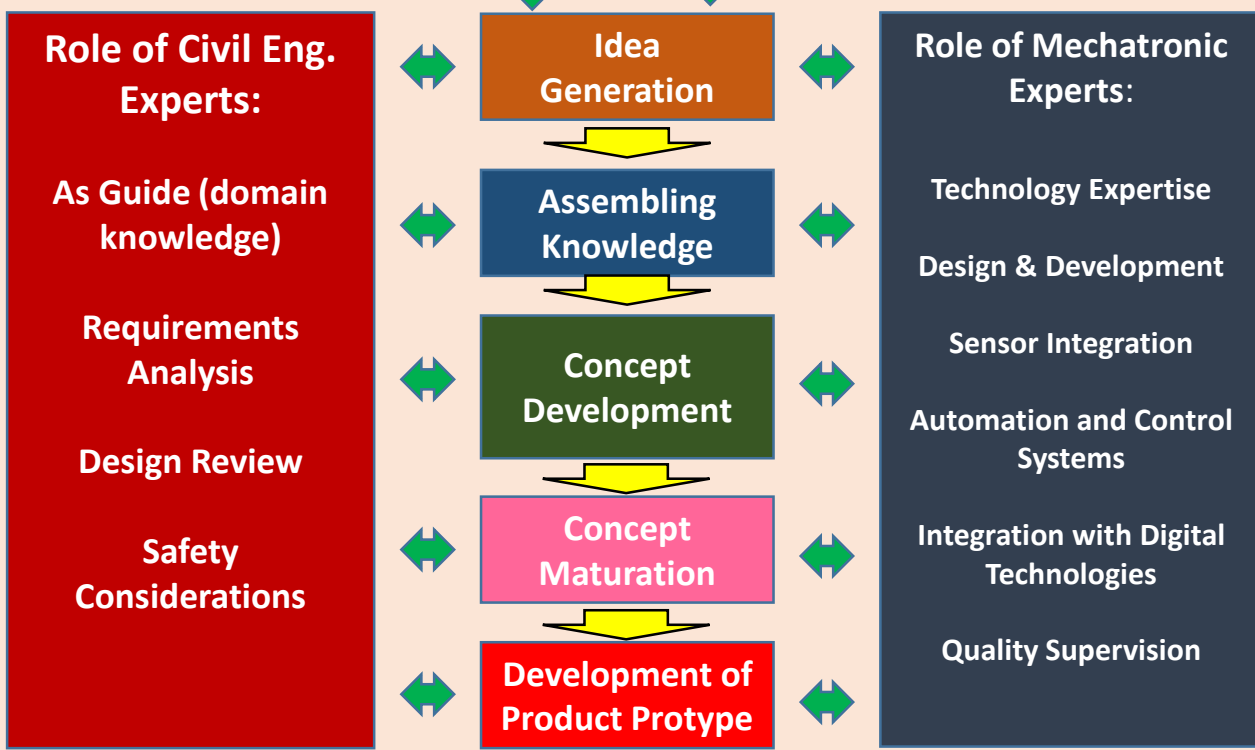 Role of Civil Eng.
Experts:
As Guide (domain
knowledge)
Requirements
Analysis
Design Review
Safety
Considerations
Idea
Generation
Assembling
Knowledge
Concept
Development
Concept
Maturation
Development of
Product Protype
Role of Mechatronic
Experts:
Technology Expertise
Design & Development
Sensor Integration
Automation and Control
Systems
Integration with Digital
Technologies
Quality Supervision